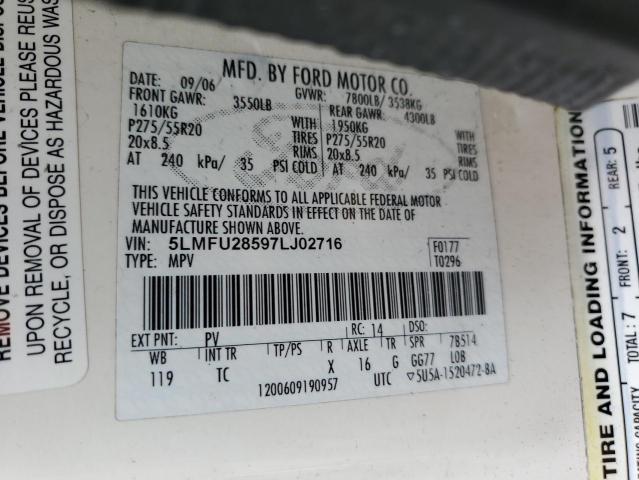 MFD. BY FORD MOTOR CO.
DATE: 09/06 GVWR: 7800LB/ 3538KG
FRONT GAWR: 3550LB REAR GAWR: 4300LB
1610KG WITH 1950KG WITH
P275/55R20 TIRES P275/55R20 TIRES
20x8.5 RIMS 20x8.5 RIMS
AT 240 kPa/ 35 PSI COLD AT 240 kPa/ 35 PSI COLD
Ford
THIS VEHICLE CONFORMS TO ALL APPLICABLE FEDERAL MOTOR
VEHICLE SAFETY STANDARDS IN EFFECT ON THE DATE OF
MANUFACTURE SHOWN ABOVE.
VIN: 5LMFU28597LJ02716 F0177
TYPE: MPV T0296
EXT PNT: PV RC: 14 DSO:
WB INT TR TP/PS R AXLE TR SPR 7B514
119 TC X 16 G GG77 LOB
1200609190957 UTC ▽5U5A-1520472-BA
UPON REMOVAL OF DEVICES PLEASE REUS
RECYCLE, OR DISPOSE AS HAZARDOUS WAS
TIRE AND LOADING INFORMATION
TOTAL: 7 FRONT: 2 REAR: 5